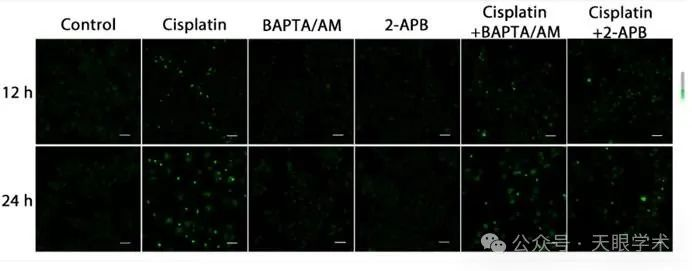 Control Cisplatin BAPTA/AM 2-APB Cisplatin +BAPTA/AM Cisplatin +2-APB
12 h
24 h
公众号 · 天眼学术